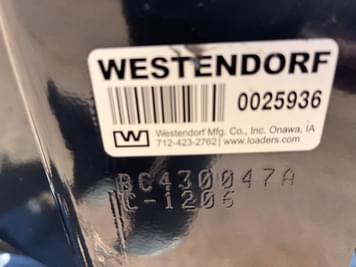 WESTENDORF
0025936
W
Westendorf Mfg. Co., Inc. Onawa, IA
712-423-2762 | www.loaders.com
BC430047A
C-1206